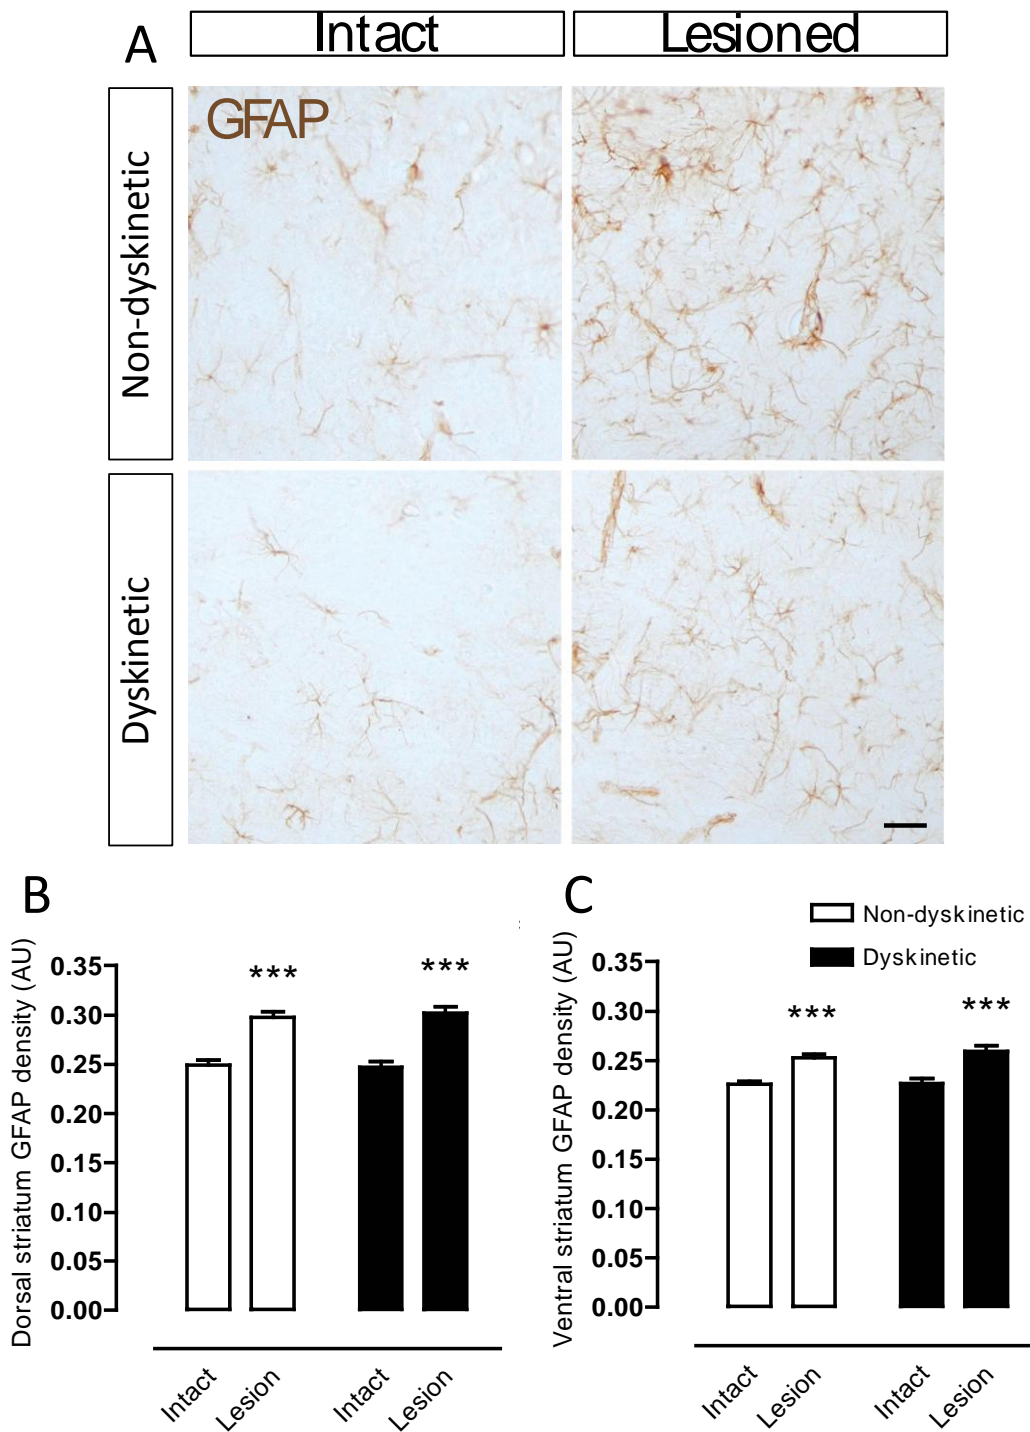 A
Intact
Lesioned
GFAP
Non-dyskinetic
Dyskinetic
B
Dorsal striatum GFAP density (AU)
0.35
0.30
0.25
0.20
0.15
0.10
0.05
0.00
***
***
Intact
Lesion
Intact
Lesion
C
Non-dyskinetic
Dyskinetic
Ventral striatum GFAP density (AU)
0.35
0.30
0.25
0.20
0.15
0.10
0.05
0.00
***
***
Intact
Lesion
Intact
Lesion